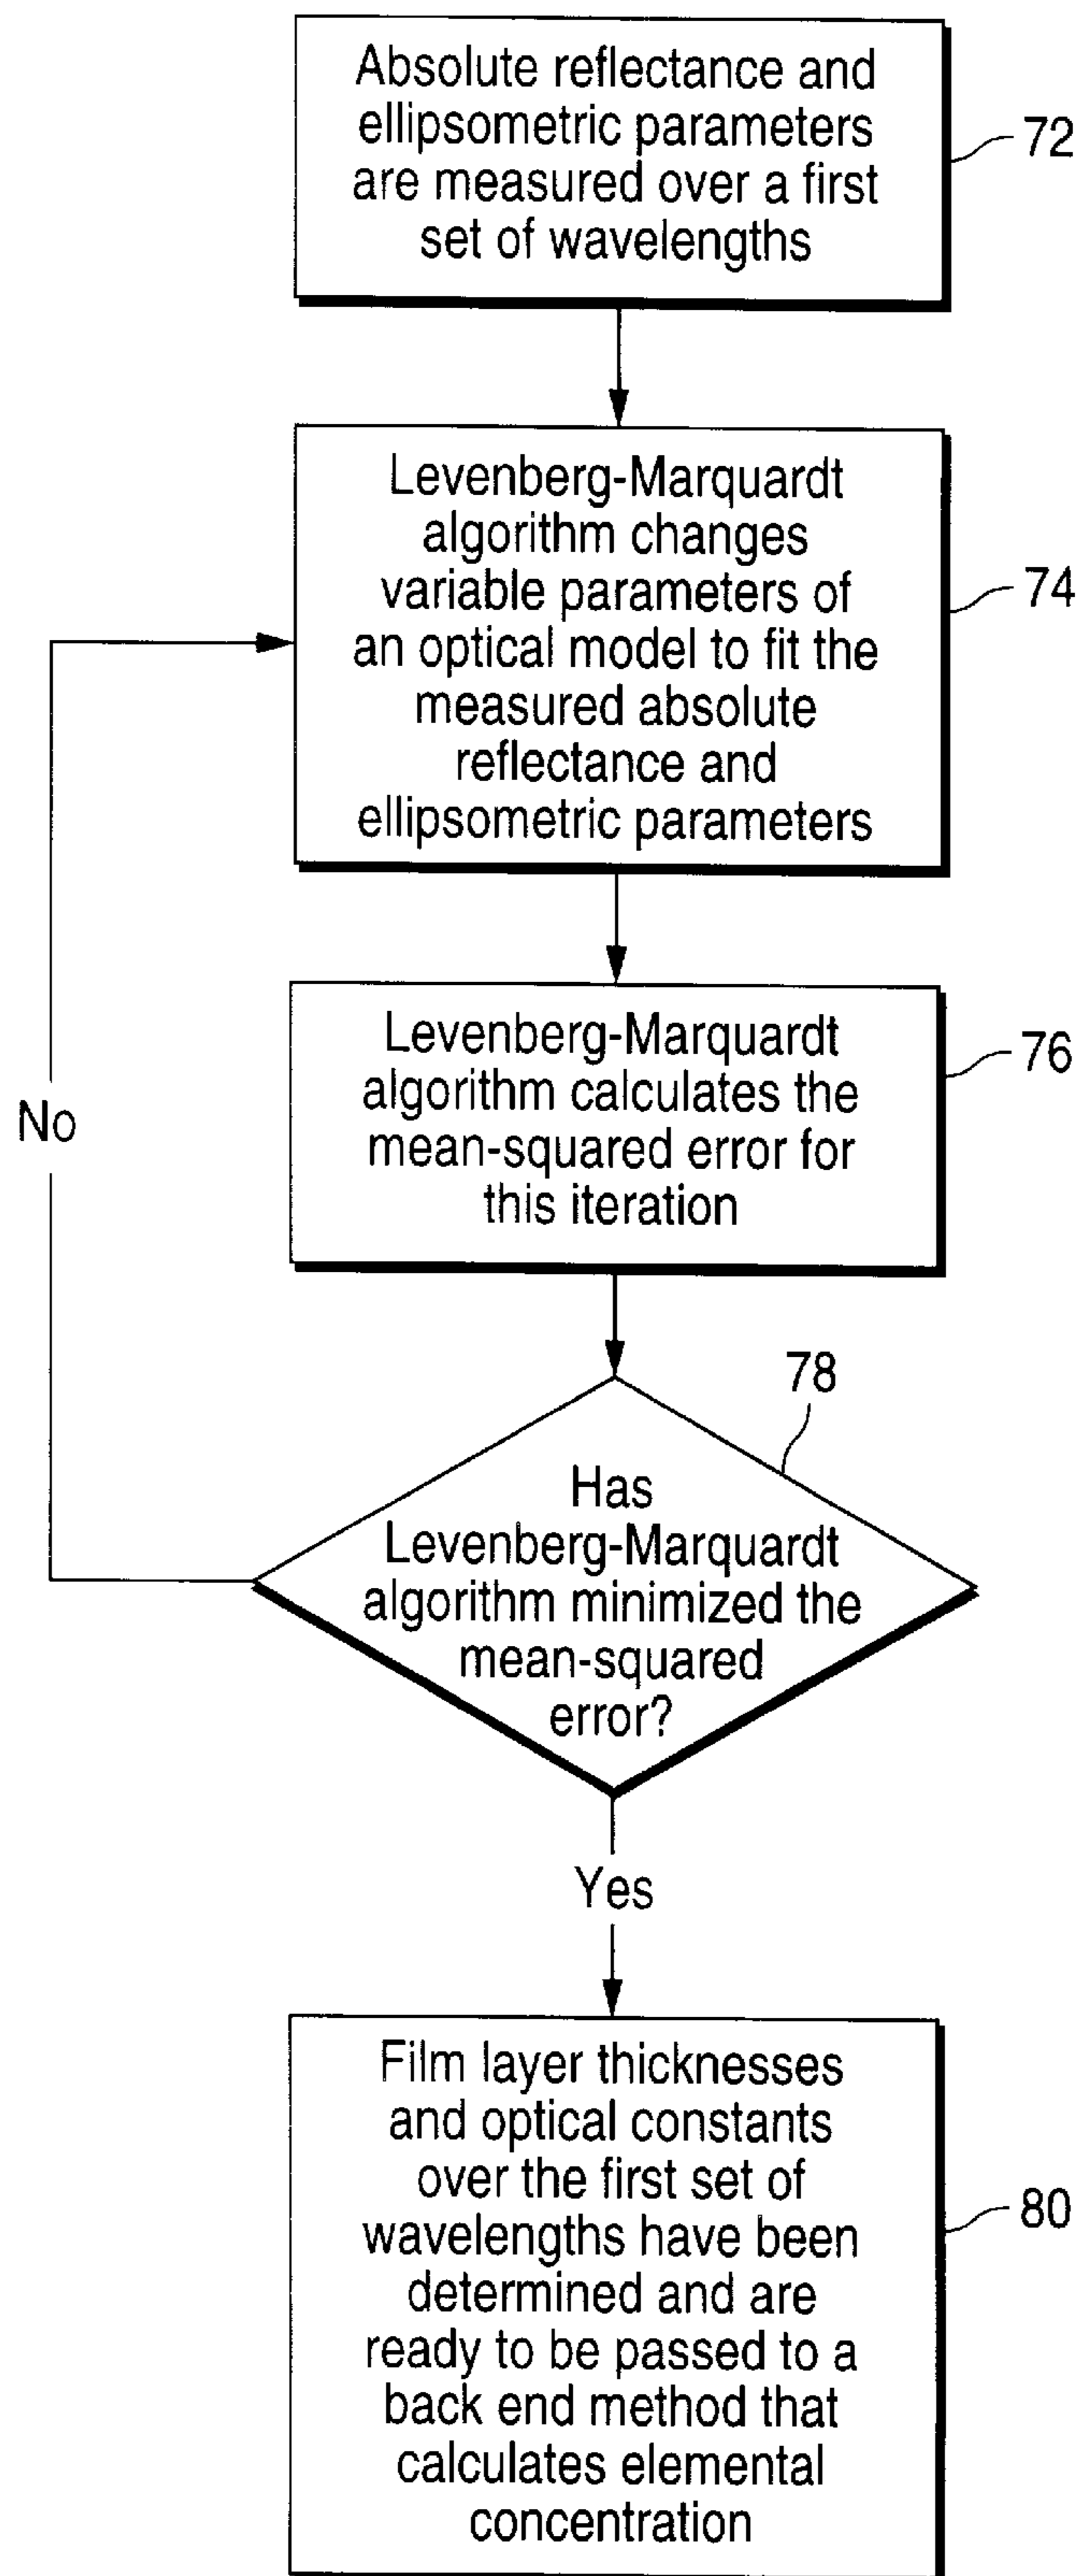 Absolute reflectance and
ellipsometric parameters
are measured over a first
set of wavelengths
72
Levenberg-Marquardt
algorithm changes
variable parameters of
an optical model to fit the
measured absolute
reflectance and
ellipsometric parameters
74
Levenberg-Marquardt
algorithm calculates the
mean-squared error for
this iteration
76
No
78
Has
Levenberg-Marquardt
algorithm minimized the
mean-squared
error?
Yes
Film layer thicknesses
and optical constants
over the first set of
wavelengths have been
determined and are
ready to be passed to a
back end method that
calculates elemental
concentration
80